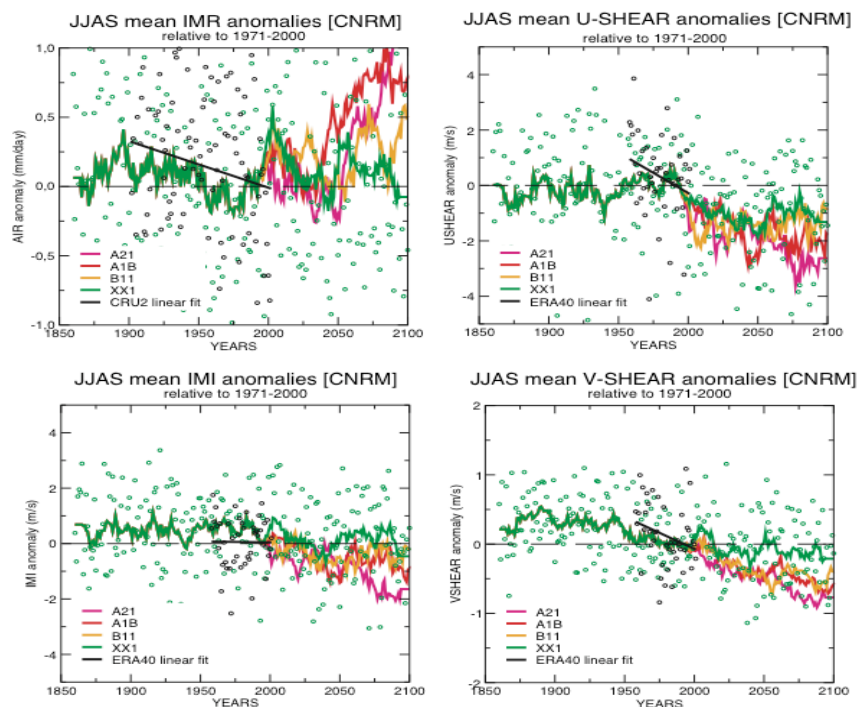 JJAS mean IMR anomalies [CNRM]
relative to 1971-2000
1.0
0.5
0.0
-0.5
-1.0
AIR anomaly (mm/day)
A21
A1B
B11
XX1
CRU2 linear fit
1850
1900
1950
2000
2050
2100
YEARS
JJAS mean U-SHEAR anomalies [CNRM]
relative to 1971-2000
4
2
0
-2
-4
USHEAR anomaly (m/s)
A21
A1B
B11
XX1
ERA40 linear fit
1850
1900
1950
2000
2050
2100
YEARS
JJAS mean IMI anomalies [CNRM]
relative to 1971-2000
4
2
0
-2
-4
IMI anomaly (m/s)
A21
A1B
B11
XX1
ERA40 linear fit
1850
1900
1950
2000
2050
2100
YEARS
JJAS mean V-SHEAR anomalies [CNRM]
relative to 1971-2000
2
1
0
-1
-2
VSHEAR anomaly (m/s)
A21
A1B
B11
XX1
ERA40 linear fit
1850
1900
1950
2000
2050
2100
YEARS